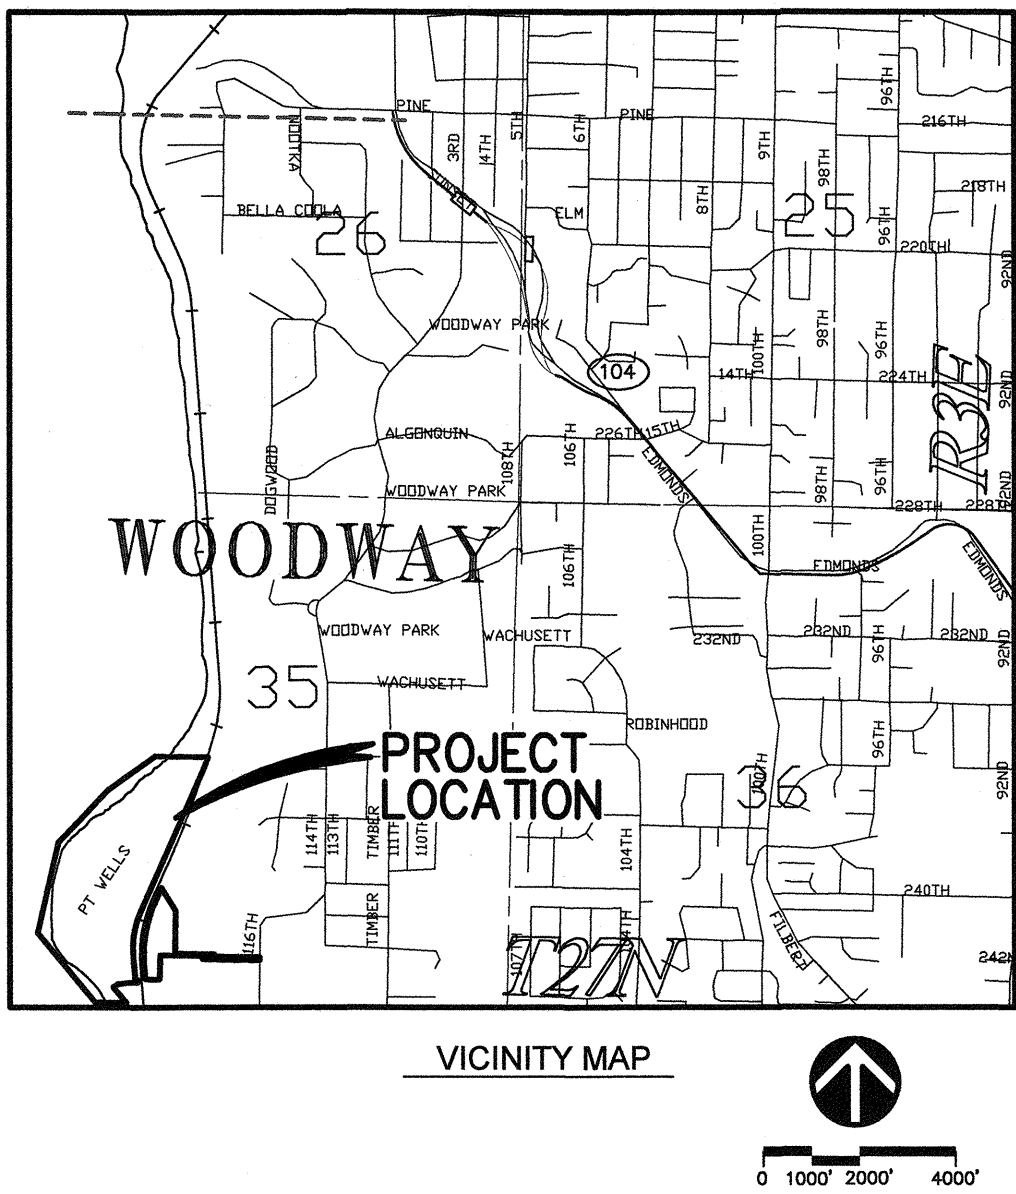 PINE
PINE
96TH
216TH
NOOTKA
3RD
4TH
5TH
6TH
9TH
98TH
218TH
BELLA COOLA
26
ELM
8TH
25
96TH
220TH
92ND
WOODWAY PARK
98TH
96TH
100TH
104
14TH
224TH
92ND
R3E
ALGONQUIN
226TH
15TH
106TH
108TH
DOGWOOD
EDMONDS
98TH
96TH
WOODWAY PARK
228TH
228TH
WOODWAY
100TH
106TH
EDMONDS
EDMONDS
WOODWAY PARK
WACHUSETT
232ND
232ND
232ND
96TH
92ND
35
WACHUSETT
ROBINHOOD
96TH
PROJECT
LOCATION
100TH
36
92ND
114TH
113TH
TIMBER
110TH
104TH
PT WELLS
240TH
116TH
TIMBER
FILBERT
107TH
T27N
VICINITY MAP
0 1000' 2000' 4000'